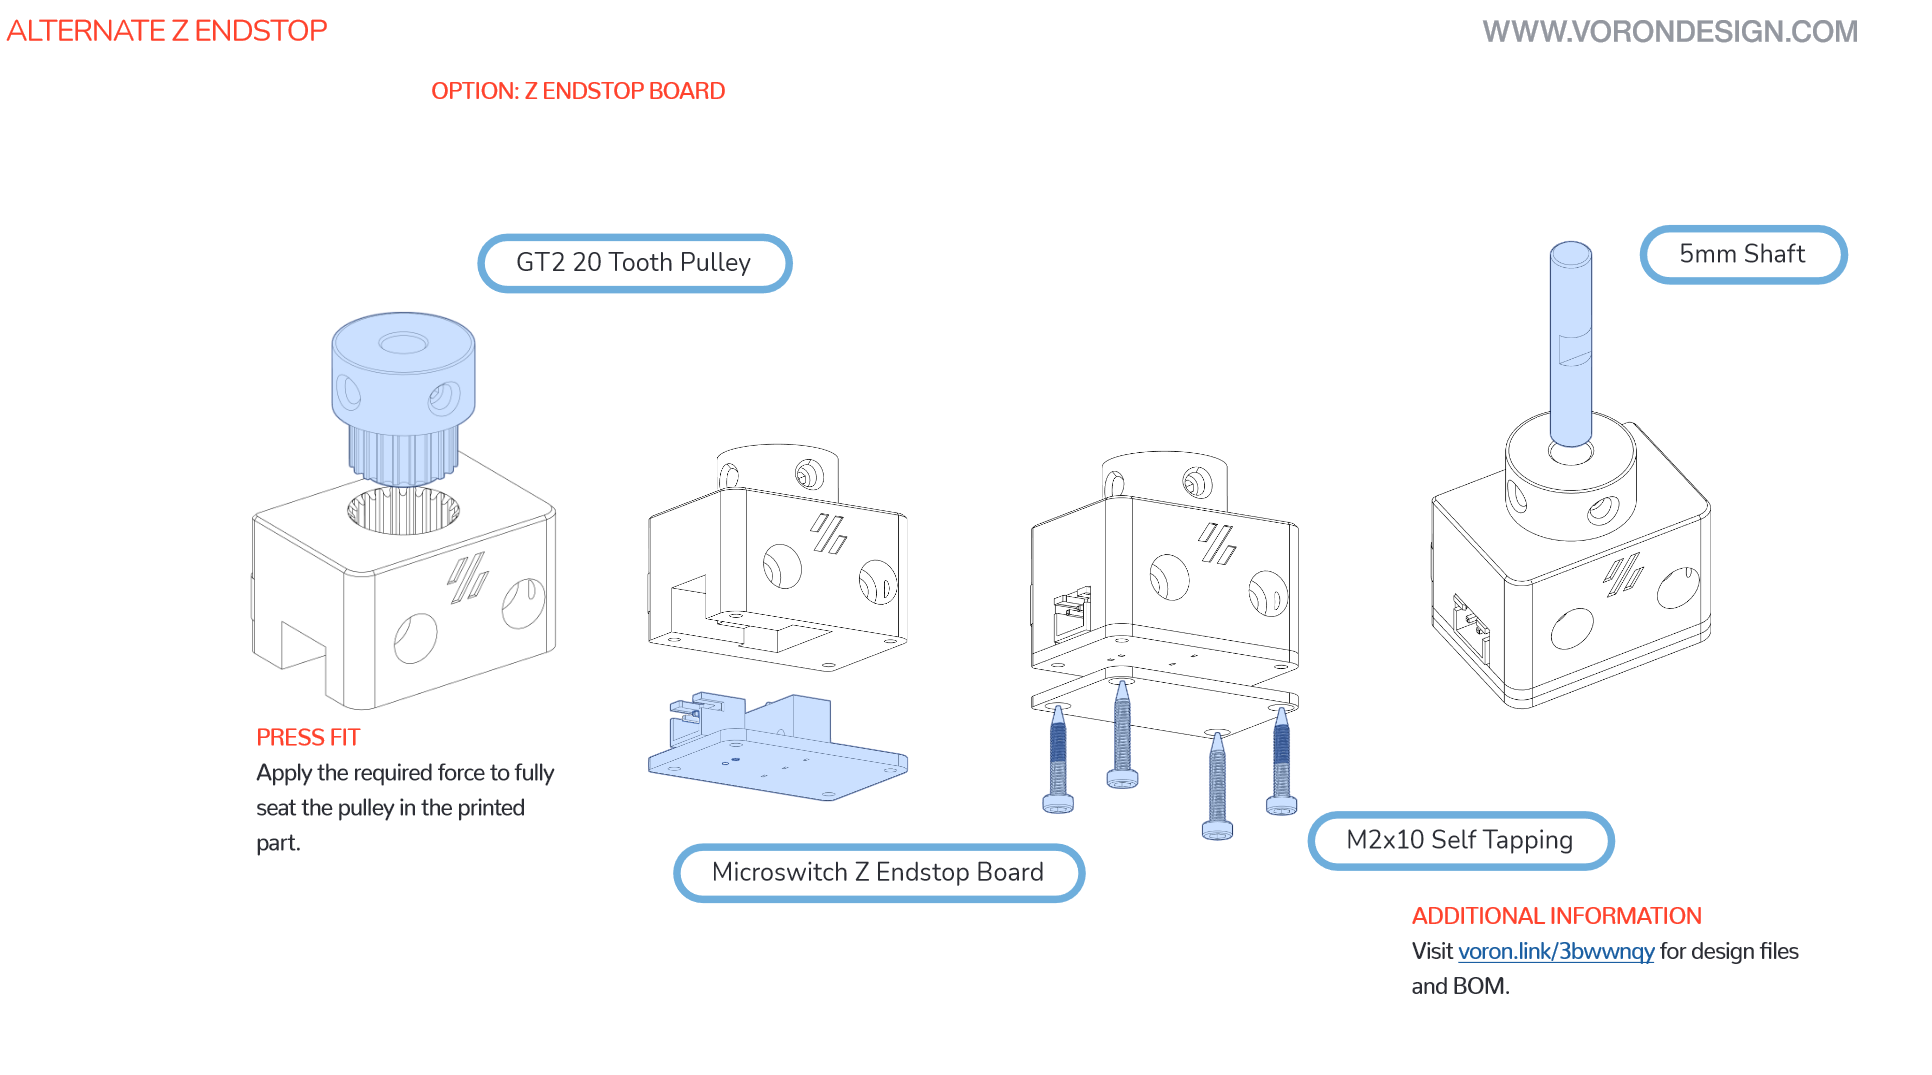 ALTERNATE Z ENDSTOP
WWW.VORONDESIGN.COM
OPTION: Z ENDSTOP BOARD
GT2 20 Tooth Pulley
5mm Shaft
PRESS FIT
Apply the required force to fully
seat the pulley in the printed
part.
Microswitch Z Endstop Board
M2x10 Self Tapping
ADDITIONAL INFORMATION
Visit voron.link/3bwwnqy for design files
and BOM.